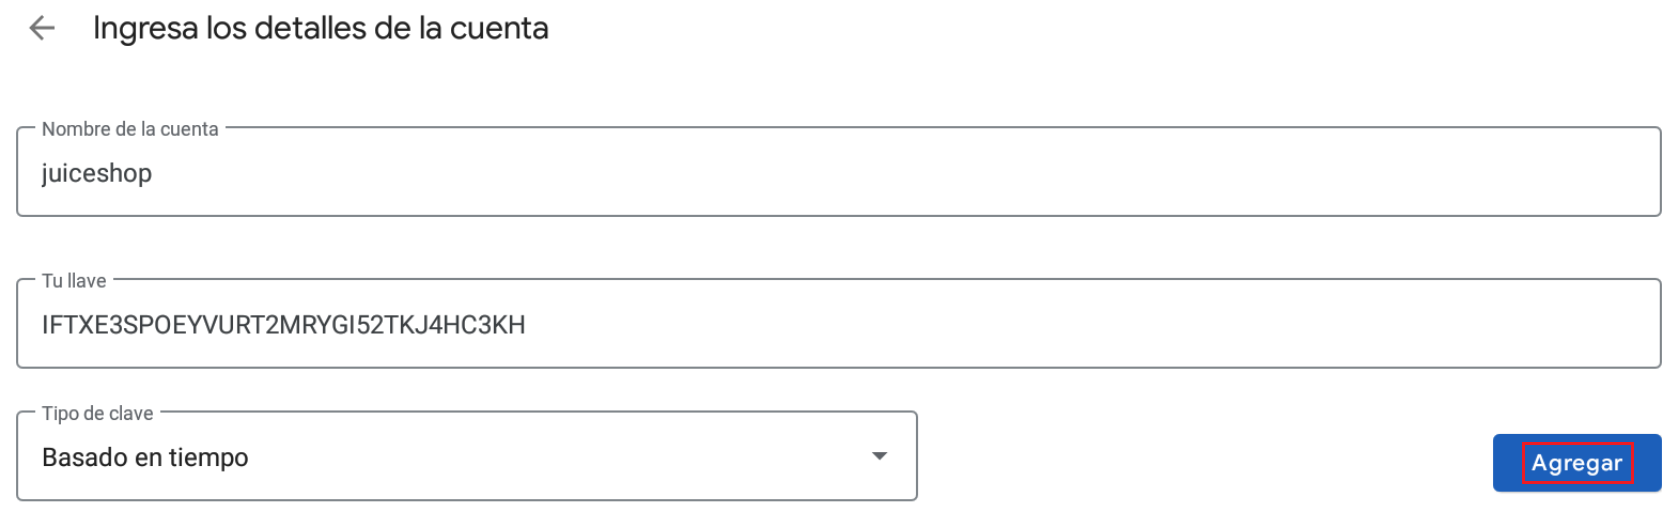 Ingresa los detalles de la cuenta
Nombre de la cuenta
juiceshop
Tu llave
IFTXE3SPOEYVURT2MRYGI52TKJ4HC3KH
Tipo de clave
Basado en tiempo
Agregar